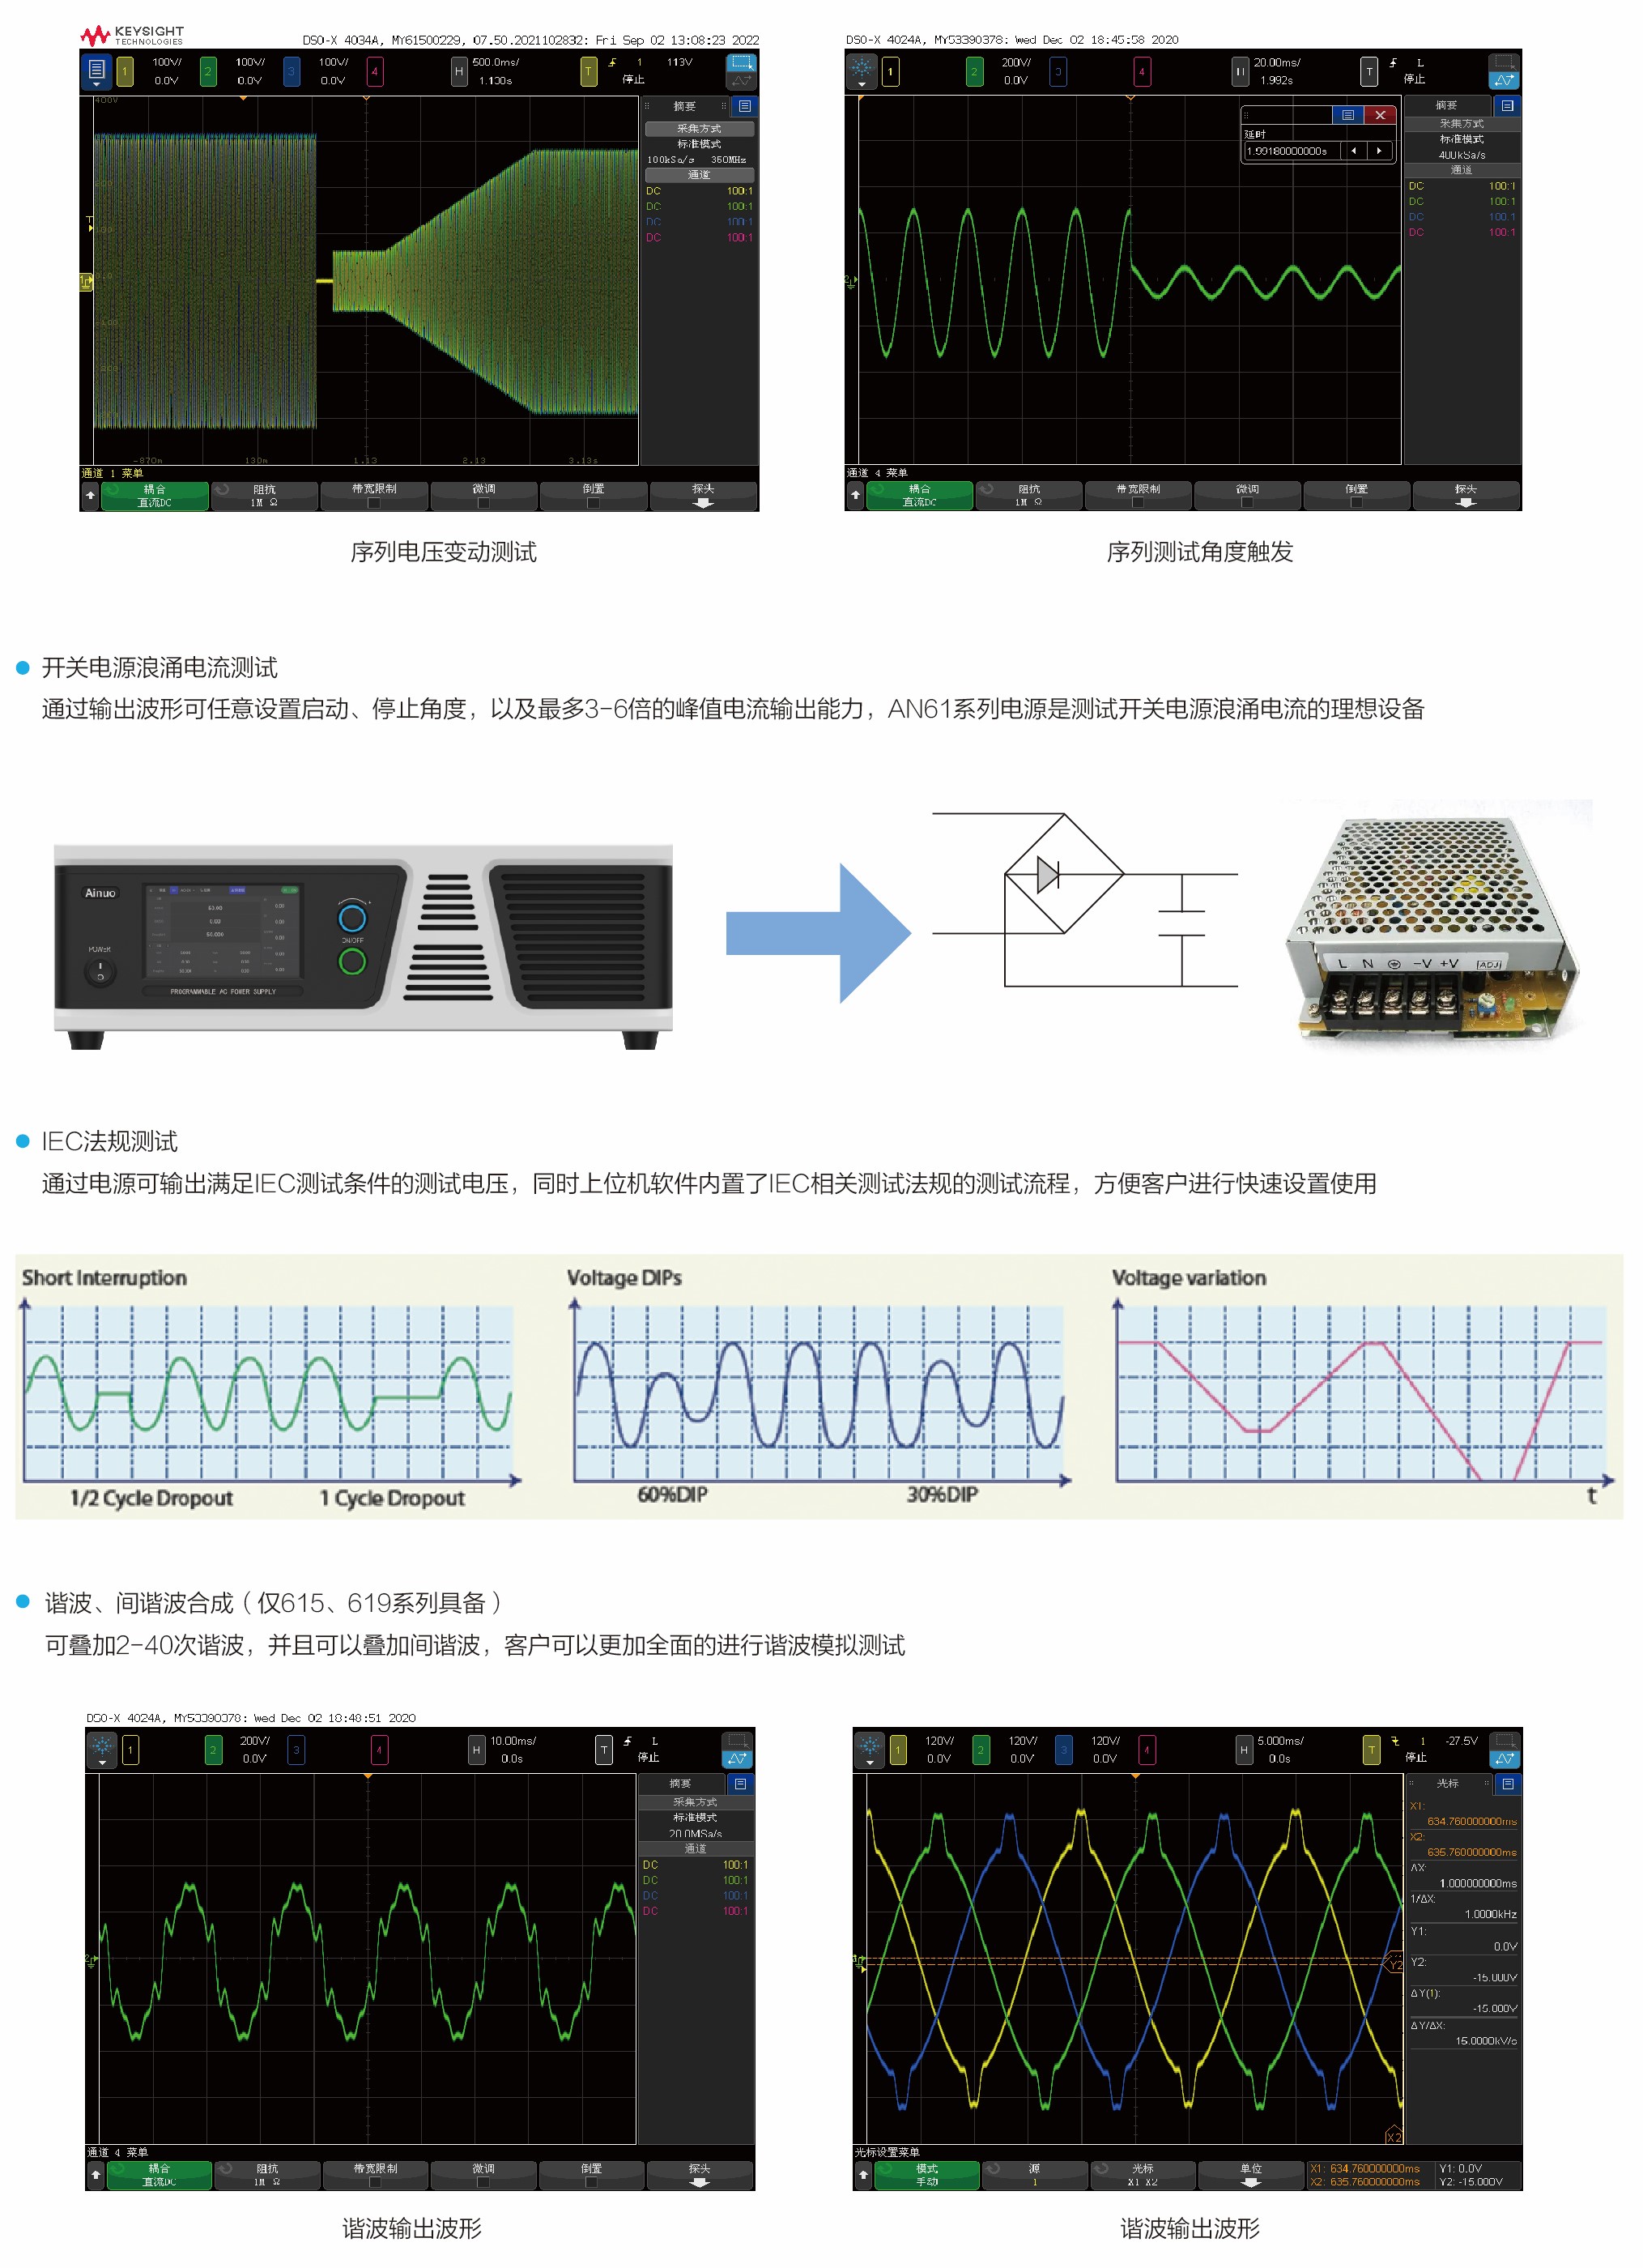 KEYSIGHT
TECHNOLOGIES
DSO-X 4034A, MY61500229, 07.50.2021102832: Fri Sep 02 13:08:23 2022
1 100V/ 0.0V 2 100V/ 0.0V 3 100V/ 0.0V 4 H 500.0ms/ 1.130s T 1 停止 113V
400V
摘要
采集方式
标准模式
100kSa/s 350MHz
通道
DC 100:1
DC 100:1
DC 100:1
DC 100:1
-870m 130m 1.13 2.13 3.13s
通道 1 菜单
耦合 直流DC
阻抗 1M Ω
带宽限制
微调
倒置
探头
DSO-X 4024A, MY53390378: Wed Dec 02 18:45:58 2020
1 2 200V/ 0.0V 3 4 H 20.00ms/ 1.992s T L 停止
延时
1.99180000000s
摘要
采集方式
标准模式
400kSa/s
通道
DC 100:1
DC 100:1
DC 100:1
DC 100:1
通道 4 菜单
耦合 直流DC
阻抗 1M Ω
带宽限制
微调
倒置
探头
序列电压变动测试
序列测试角度触发
开关电源浪涌电流测试
通过输出波形可任意设置启动、停止角度，以及最多3-6倍的峰值电流输出能力，AN61系列电源是测试开关电源浪涌电流的理想设备
Ainuo
POWER
ON/OFF
PROGRAMMABLE AC POWER SUPPLY
L N -V +V ADJ
IEC法规测试
通过电源可输出满足IEC测试条件的测试电压，同时上位机软件内置了IEC相关测试法规的测试流程，方便客户进行快速设置使用
Short Interruption
1/2 Cycle Dropout
1 Cycle Dropout
Voltage DIPs
60%DIP
30%DIP
Voltage variation
t
谐波、间谐波合成（仅615、619系列具备）
可叠加2-40次谐波，并且可以叠加间谐波，客户可以更加全面的进行谐波模拟测试
DSO-X 4024A, MY53390378: Wed Dec 02 18:48:51 2020
1 2 200V/ 0.0V 3 4 H 10.00ms/ 0.0s T L 停止
摘要
采集方式
标准模式
20.0MSa/s
通道
DC 100:1
DC 100:1
DC 100:1
DC 100:1
通道 4 菜单
耦合 直流DC
阻抗 1M Ω
带宽限制
微调
倒置
探头
1 120V/ 0.0V 2 120V/ 0.0V 3 120V/ 0.0V 4 H 5.000ms/ 0.0s T 1 停止 -27.5V
光标
X1:
634.760000000ms
X2:
635.760000000ms
ΔX:
1.000000000ms
1/ΔX:
1.0000kHz
Y1:
0.0V
Y2:
-15.000V
ΔY(1):
-15.000V
ΔY/ΔX:
15.0000kV/s
Y2
X2
光标设置菜单
模式 手动
源 1
光标 X1 X2
单位
X1: 634.760000000ms
X2: 635.760000000ms
Y1: 0.0V
Y2: -15.000V
谐波输出波形
谐波输出波形